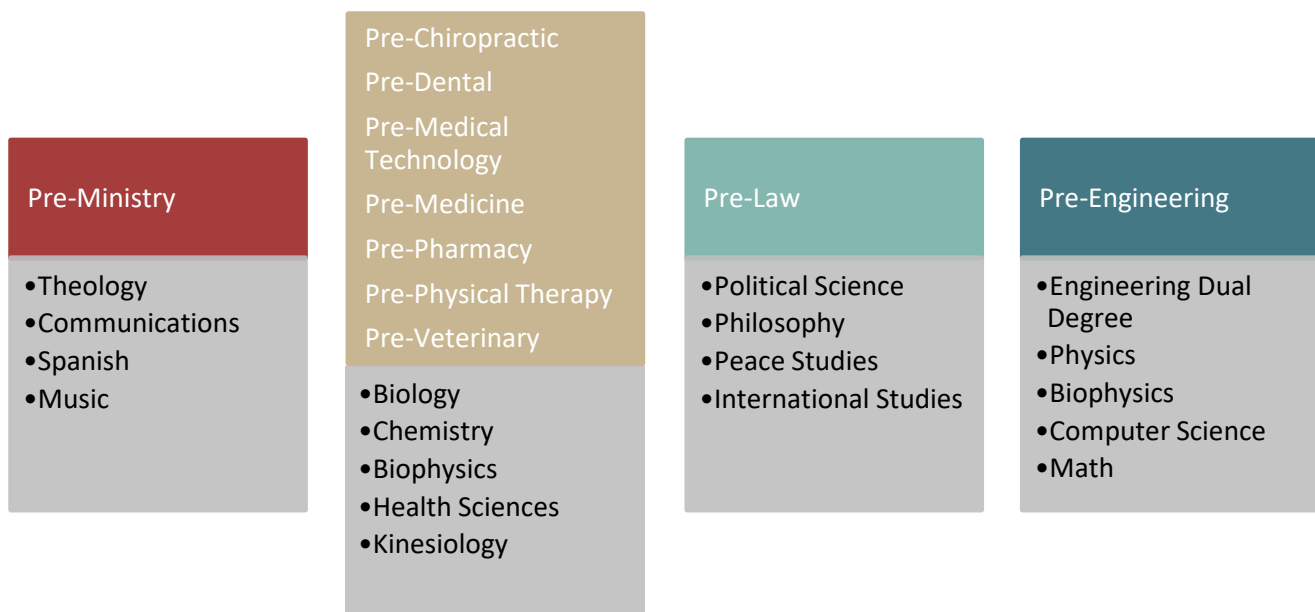 Pre-Ministry
•Theology
•Communications
•Spanish
•Music
Pre-Chiropractic
Pre-Dental
Pre-Medical
Technology
Pre-Medicine
Pre-Pharmacy
Pre-Physical Therapy
Pre-Veterinary
•Biology
•Chemistry
•Biophysics
•Health Sciences
•Kinesiology
Pre-Law
•Political Science
•Philosophy
•Peace Studies
•International Studies
Pre-Engineering
•Engineering Dual
Degree
•Physics
•Biophysics
•Computer Science
•Math